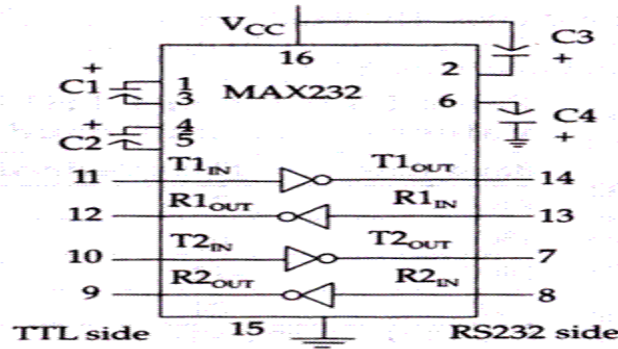 VCC
16
C3
+
2
MAX232
+
C1
1
3
6
C4
+
+
C2
4
5
11
T1IN
T1OUT
14
12
R1OUT
R1IN
13
10
T2IN
T2OUT
7
9
R2OUT
R2IN
8
TTL side
15
RS232 side